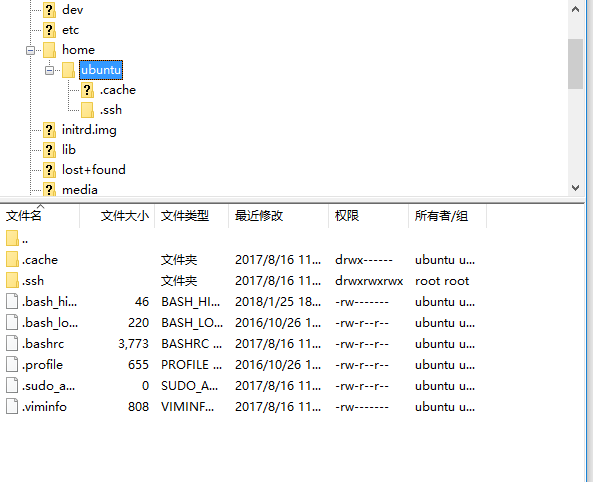 dev
etc
home
ubuntu
.cache
.ssh
initrd.img
lib
lost+found
media
文件名 文件大小 文件类型 最近修改 权限 所有者/组
..
.cache 文件夹 2017/8/16 11... drwx------ ubuntu u...
.ssh 文件夹 2017/8/16 11... drwxrwxrwx root root
.bash_hi... 46 BASH_HI... 2018/1/25 18... -rw------- ubuntu u...
.bash_lo... 220 BASH_LO... 2016/10/26 1... -rw-r--r-- ubuntu u...
.bashrc 3,773 BASHRC ... 2017/8/16 11... -rw-r--r-- ubuntu u...
.profile 655 PROFILE ... 2016/10/26 1... -rw-r--r-- ubuntu u...
.sudo_a... 0 SUDO_A... 2017/8/16 11... -rw-r--r-- ubuntu u...
.viminfo 808 VIMINF... 2017/8/16 11... -rw------- ubuntu u...